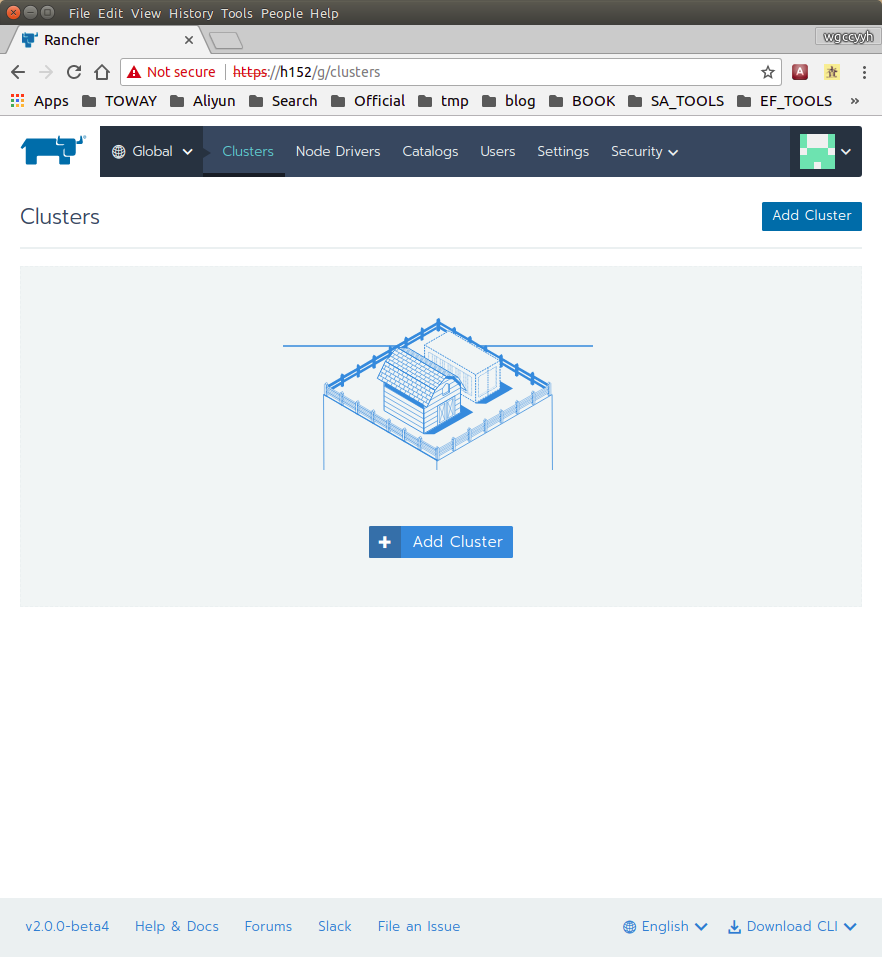 File Edit View History Tools People Help
Rancher
wgccyyh
Not secure https://h152/g/clusters
Apps TOWAY Aliyun Search Official tmp blog BOOK SA_TOOLS EF_TOOLS »
Global Clusters Node Drivers Catalogs Users Settings Security
Clusters Add Cluster
Add Cluster
v2.0.0-beta4 Help & Docs Forums Slack File an Issue English Download CLI